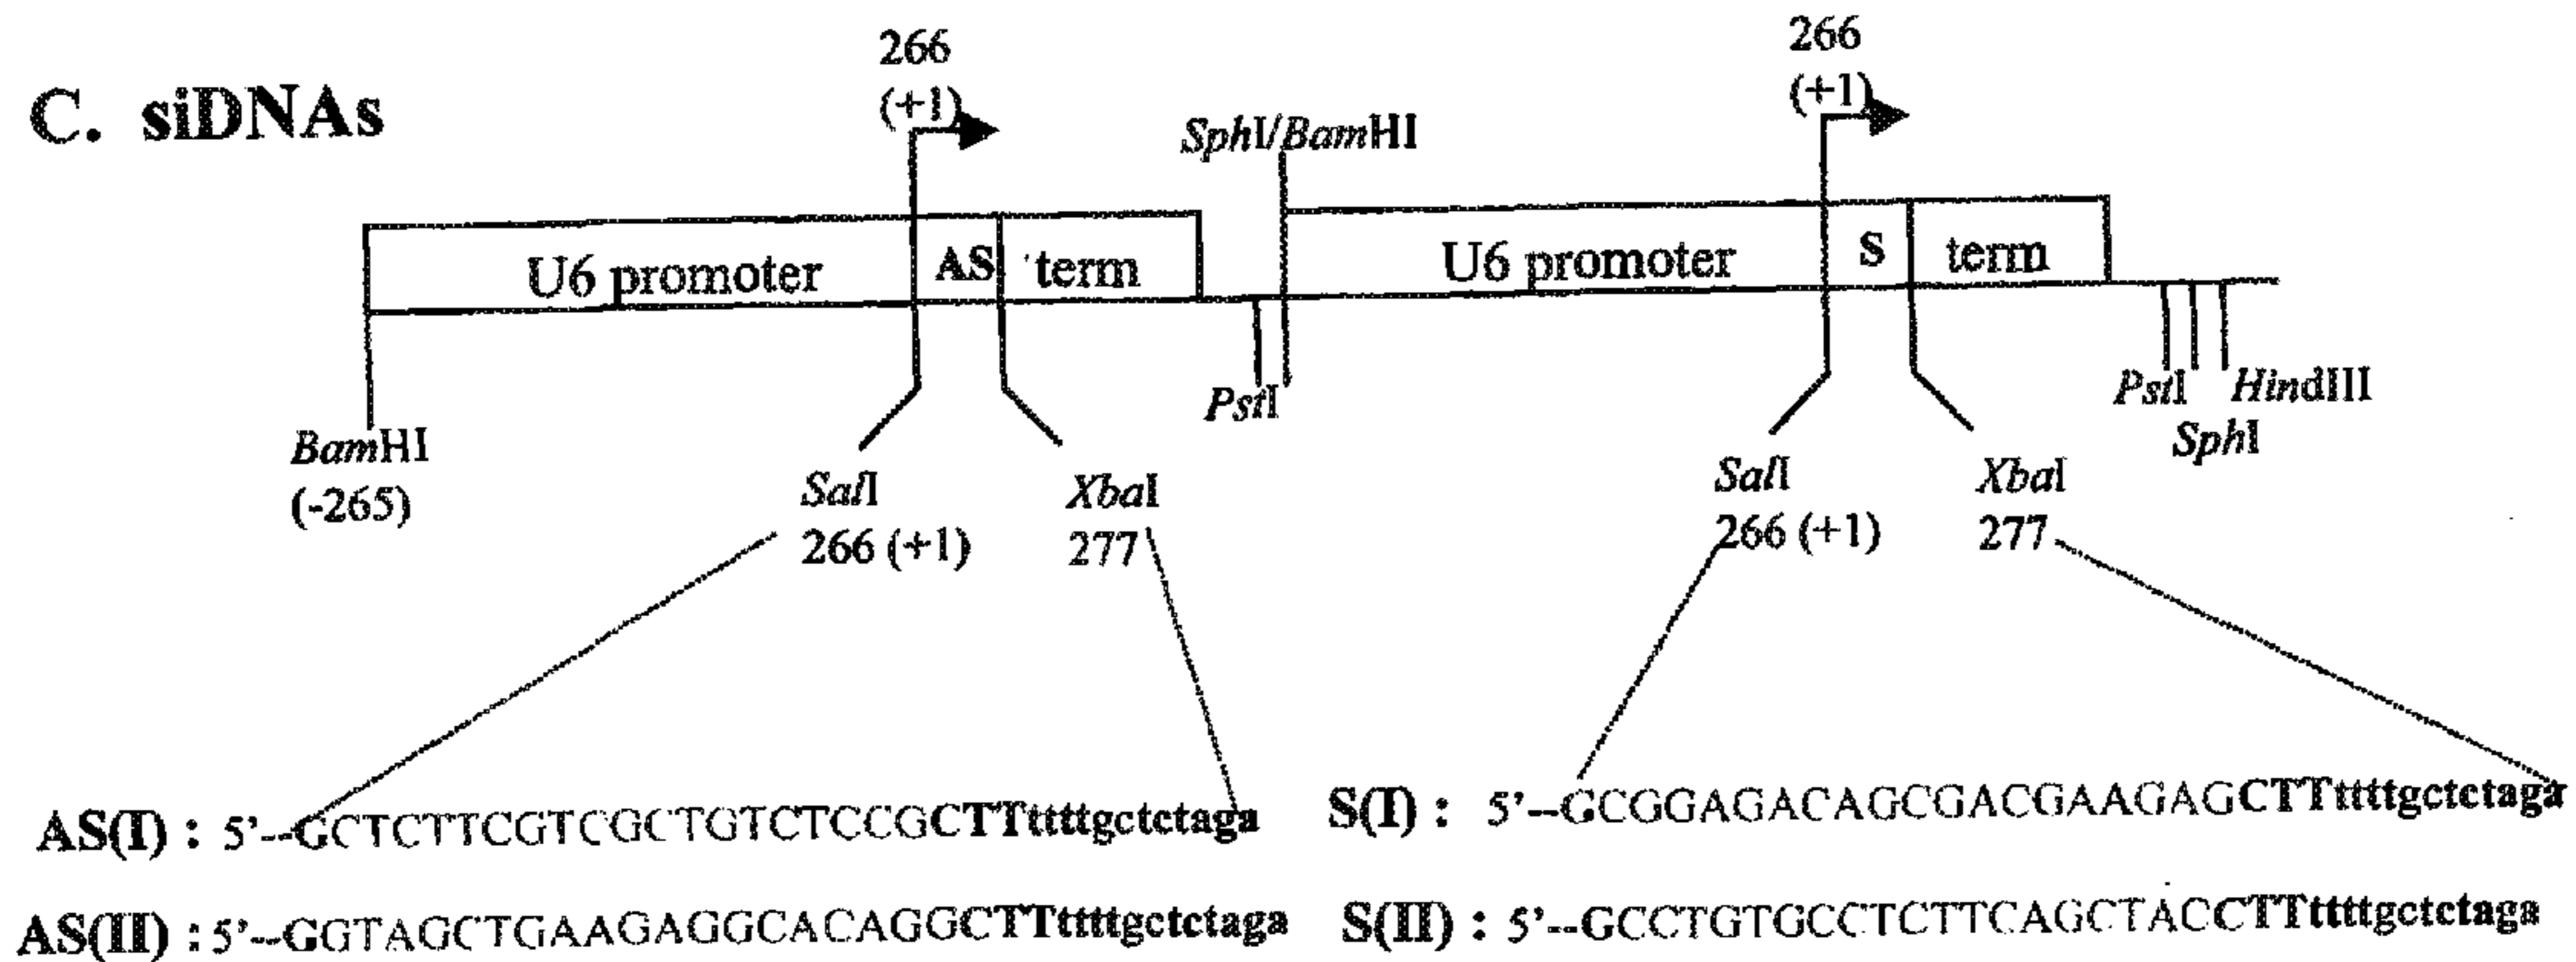 C. siDNAs
266
(+1)
266
(+1)
SphI/BamHI
U6 promoter AS term U6 promoter S term
PstI PstI HindIII
SphI
BamHI
(-265)
SalI XbaI SalI XbaI
266 (+1) 277 266 (+1) 277
AS(I) : 5'--GCTCTTCGTCGCTGTCTCCGCTTttttgctctaga S(I) : 5'--GCGGAGACAGCGACGAAGAGCTTttttgctctaga
AS(II) : 5'--GGTAGCTGAAGAGGCACAGGCTTttttgctctaga S(II) : 5'--GCCTGTGCCTCTTCAGCTACCTTttttgctctaga